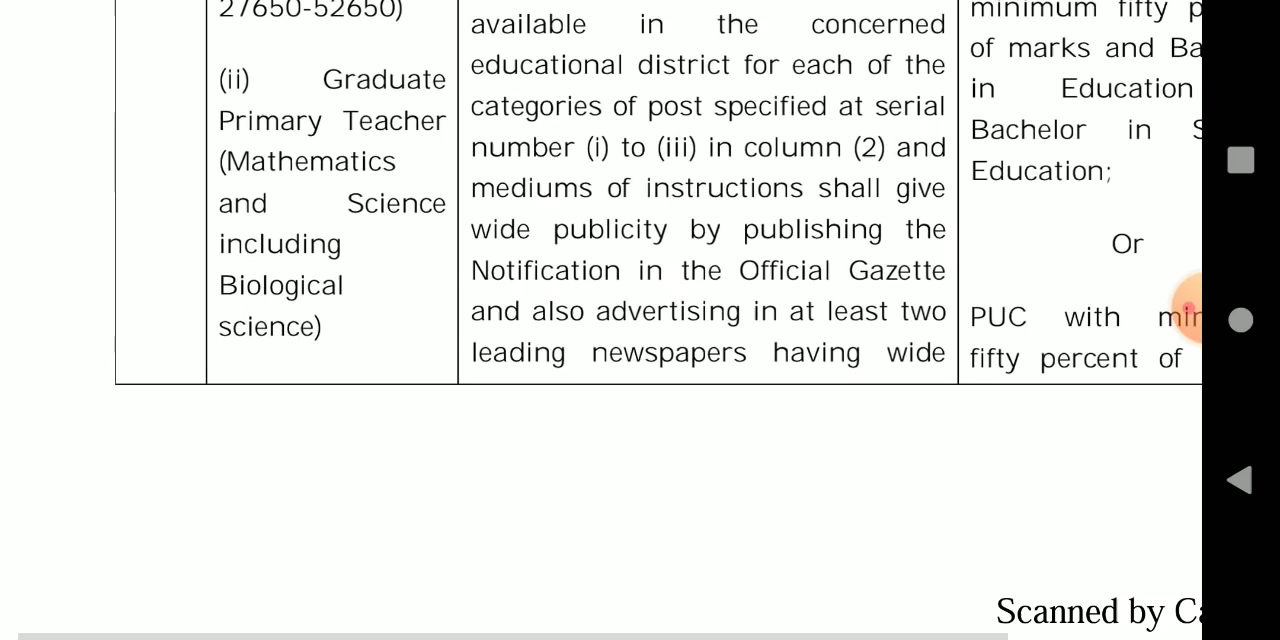 27650-52650)
(ii) Graduate
Primary Teacher
(Mathematics
and Science
including
Biological
science)
available in the concerned
educational district for each of the
categories of post specified at serial
number (i) to (iii) in column (2) and
mediums of instructions shall give
wide publicity by publishing the
Notification in the Official Gazette
and also advertising in at least two
leading newspapers having wide
minimum fifty
of marks and
in Education
Bachelor in
Education;
Or
PUC with
fifty percent of
Scanned by